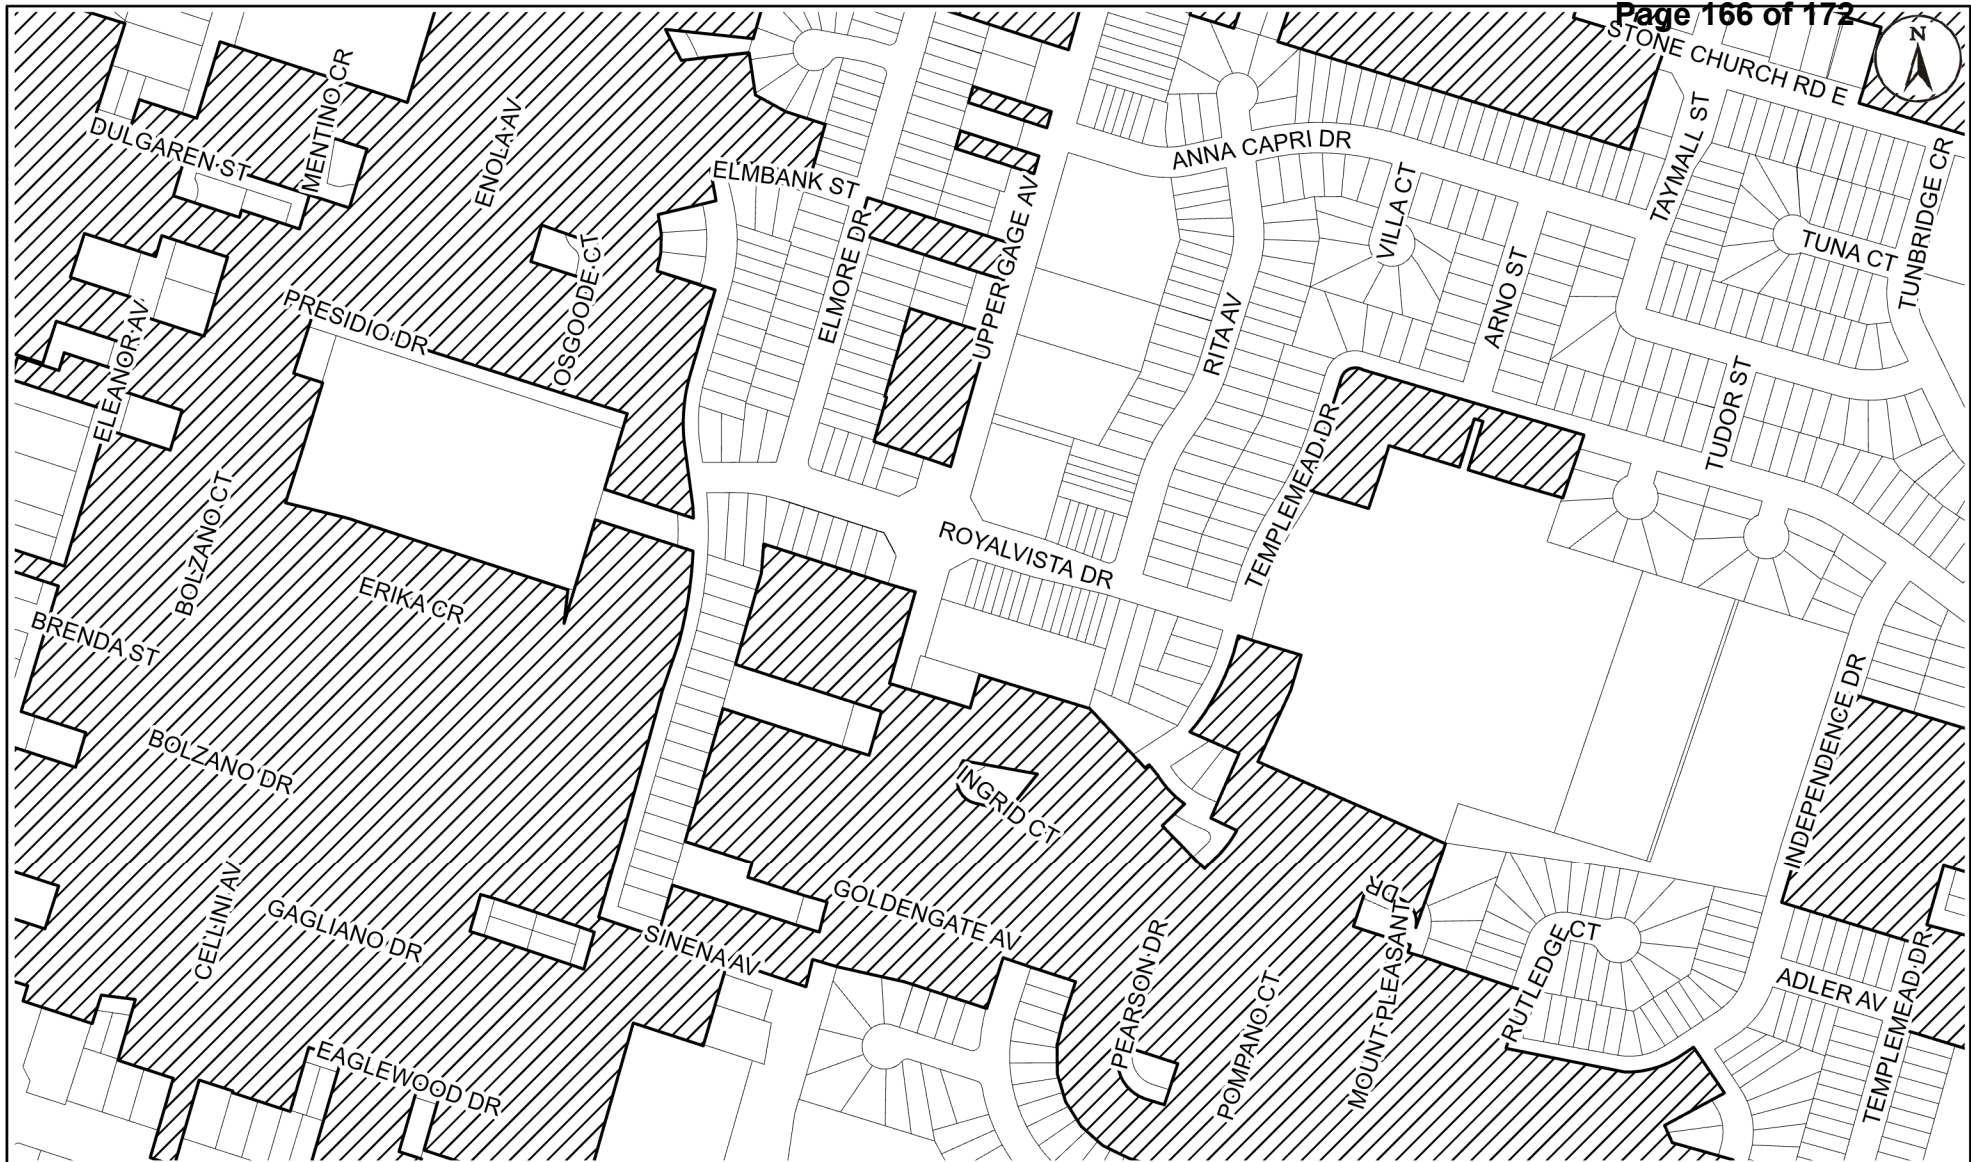 Page 166 of 172
N
STONE CHURCH RD E
MENTINO CR
DULGAREN ST
ENOLA AV
ELMBANK ST
ANNA CAPRI DR
TAYMALL ST
TUNBRIDGE CR
VILLA CT
TUNA CT
ELMORE DR
UPPER GAGE AV
OSGOODE CT
PRESIDIO DR
ELEANOR AV
RITA AV
ARNO ST
TUDOR ST
TEMPLEMEAD DR
BOLZANO CT
ROYALVISTA DR
ERIKA CR
BRENDA ST
BOLZANO DR
INGRID CT
INDEPENDENCE DR
CELLINI AV
GAGLIANO DR
GOLDENGATE AV
SINENA AV
MOUNT PLEASANT
DR
PEARSON DR
POMPANO CT
RUTLEDGE CT
ADLER AV
TEMPLEMEAD DR
EAGLEWOOD DR